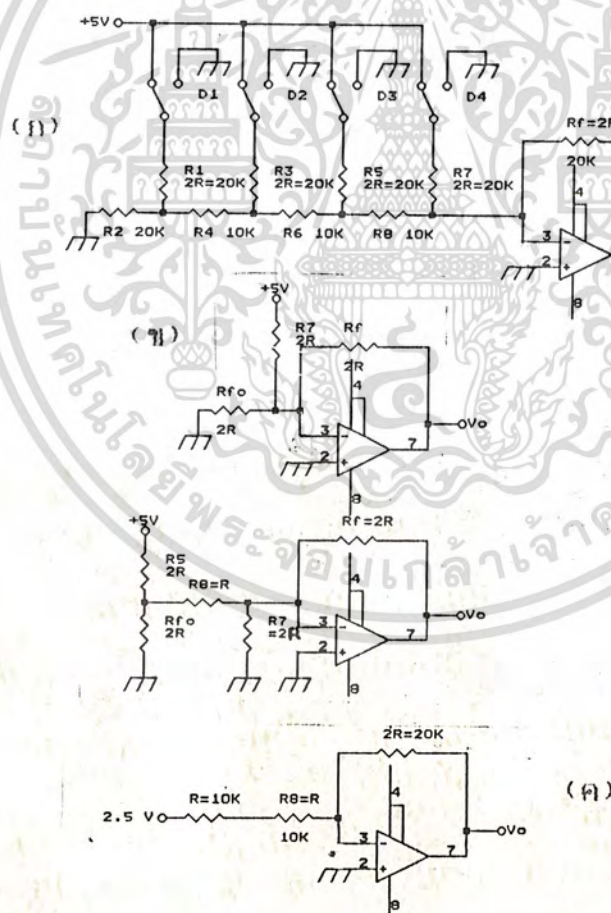 +5V
D1
D2
D3
D4
(ก)
R1
2R=20K
R3
2R=20K
R5
2R=20K
R7
2R=20K
Rf=2R
20K
4
R2 20K
R4 10K
R6 10K
R8 10K
3
2
8
+5V
(ข)
R7
2R
Rf
2R
4
Rfo
2R
3
2
7
Vo
8
+5V
R5
2R
R8=R
Rf=2R
4
Rfo
2R
R7
=2R
3
2
7
Vo
8
2R=20K
4
(ค)
2.5 V
R=10K
R8=R
10K
3
2
7
Vo
8